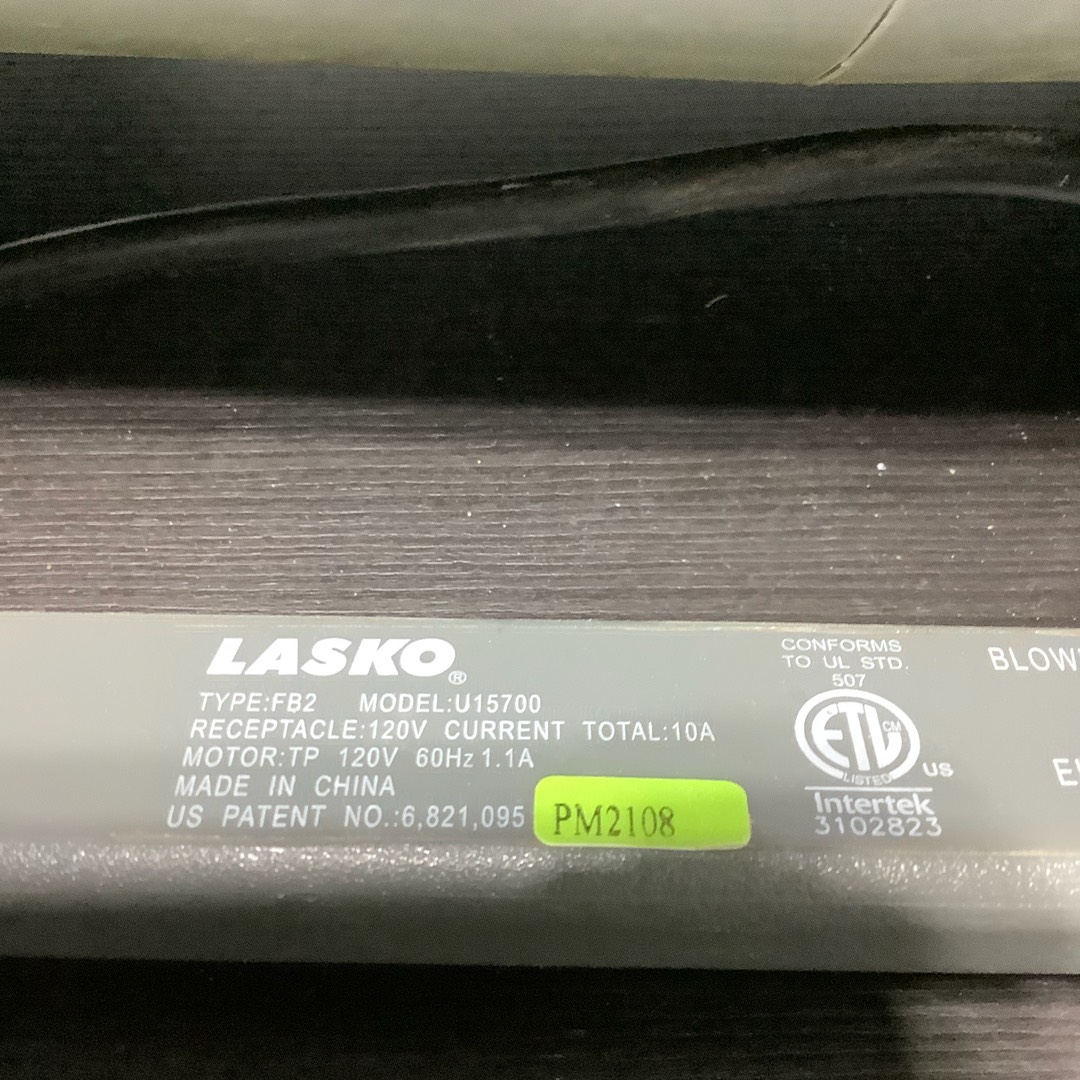 LASKO®
TYPE:FB2 MODEL:U15700
RECEPTACLE:120V CURRENT TOTAL:10A
MOTOR:TP 120V 60Hz 1.1A
MADE IN CHINA
US PATENT NO.:6,821,095
PM2108
CONFORMS
TO UL STD.
507
ETL CM
LISTED US
Intertek
3102823